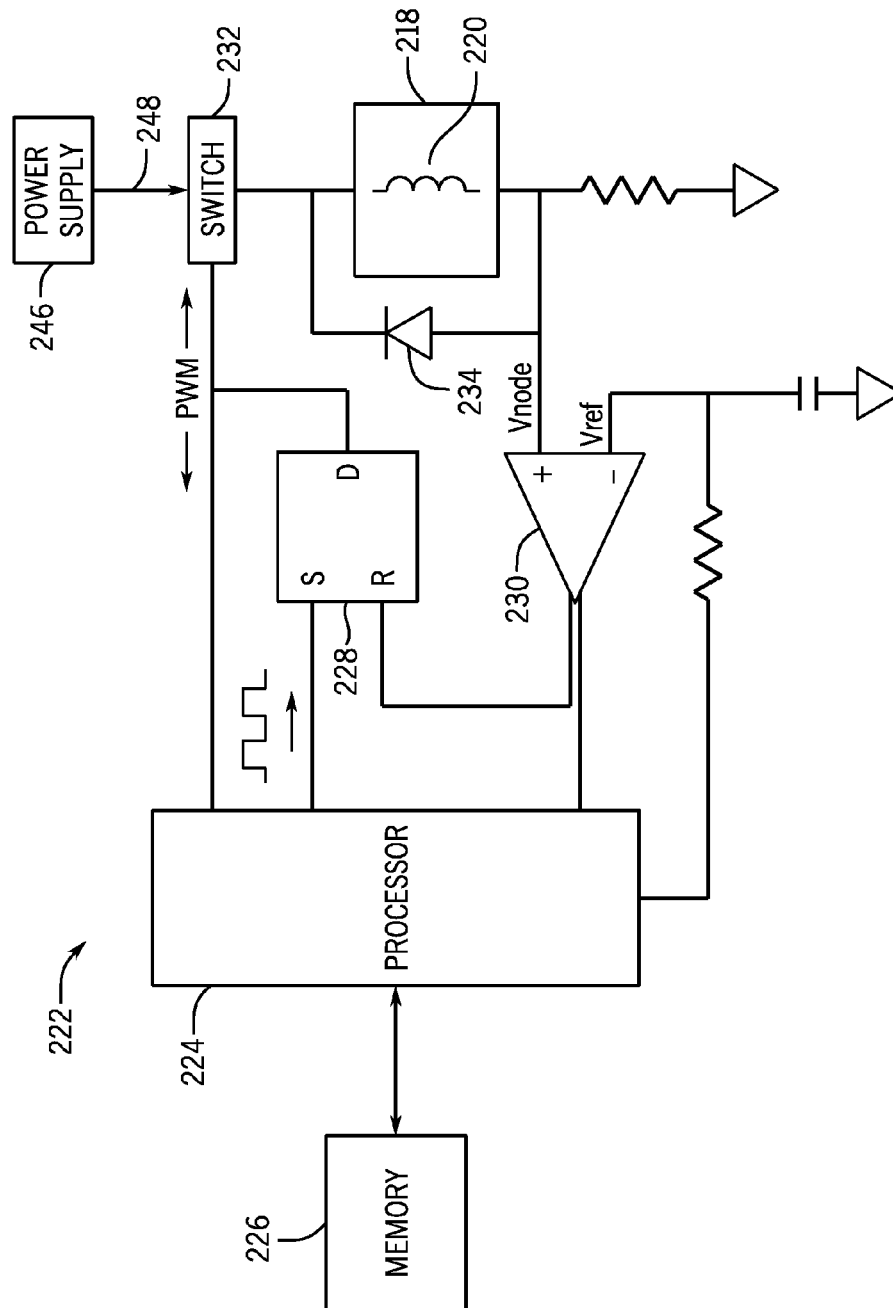 222
224
226
MEMORY
PROCESSOR
PWM
246
POWER
SUPPLY
248
232
SWITCH
S
R
D
228
234
218
220
Vnode
Vref
+
−
230